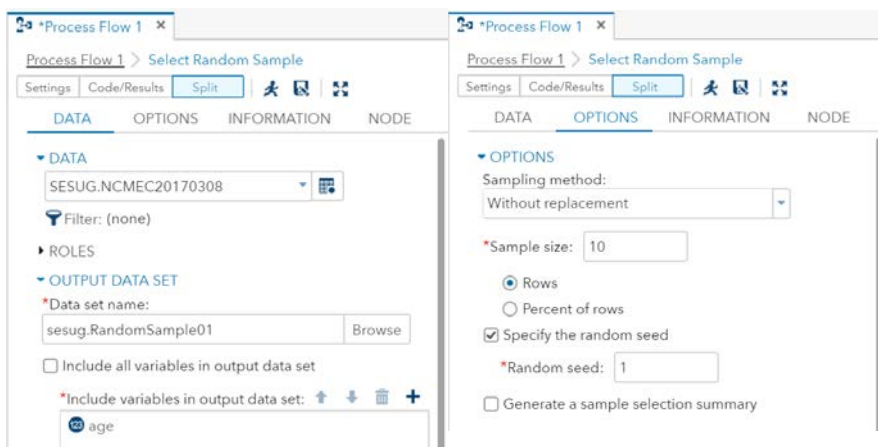 *Process Flow 1 ×
Process Flow 1 > Select Random Sample
Settings Code/Results Split
DATA OPTIONS INFORMATION NODE
DATA
SESUG.NCMEC20170308
Filter: (none)
ROLES
OUTPUT DATA SET
*Data set name:
sesug.RandomSample01 Browse
Include all variables in output data set
*Include variables in output data set:
age
*Process Flow 1 ×
Process Flow 1 > Select Random Sample
Settings Code/Results Split
DATA OPTIONS INFORMATION NODE
OPTIONS
Sampling method:
Without replacement
*Sample size: 10
Rows
Percent of rows
Specify the random seed
*Random seed: 1
Generate a sample selection summary